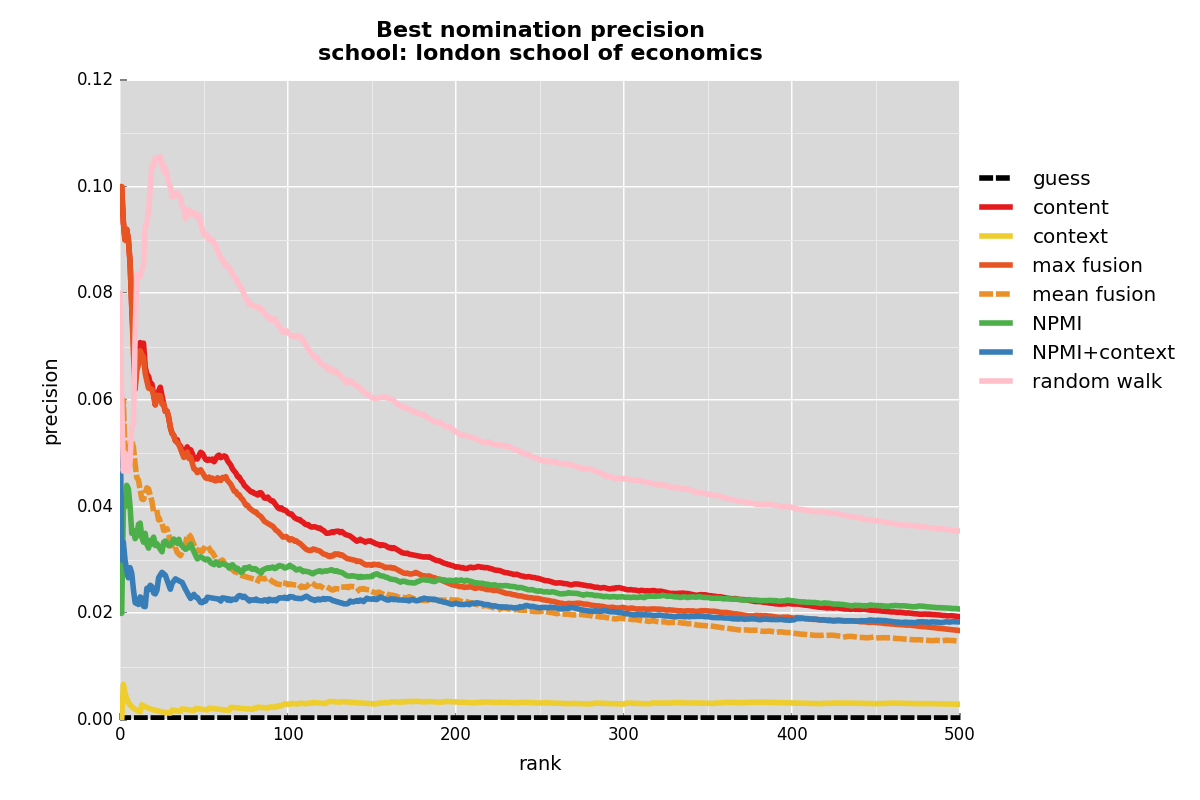 Best nomination precision
school: london school of economics
0.12
0.10
0.08
0.06
0.04
0.02
0.00
precision
0
100
200
300
400
500
rank
guess
content
context
max fusion
mean fusion
NPMI
NPMI+context
random walk